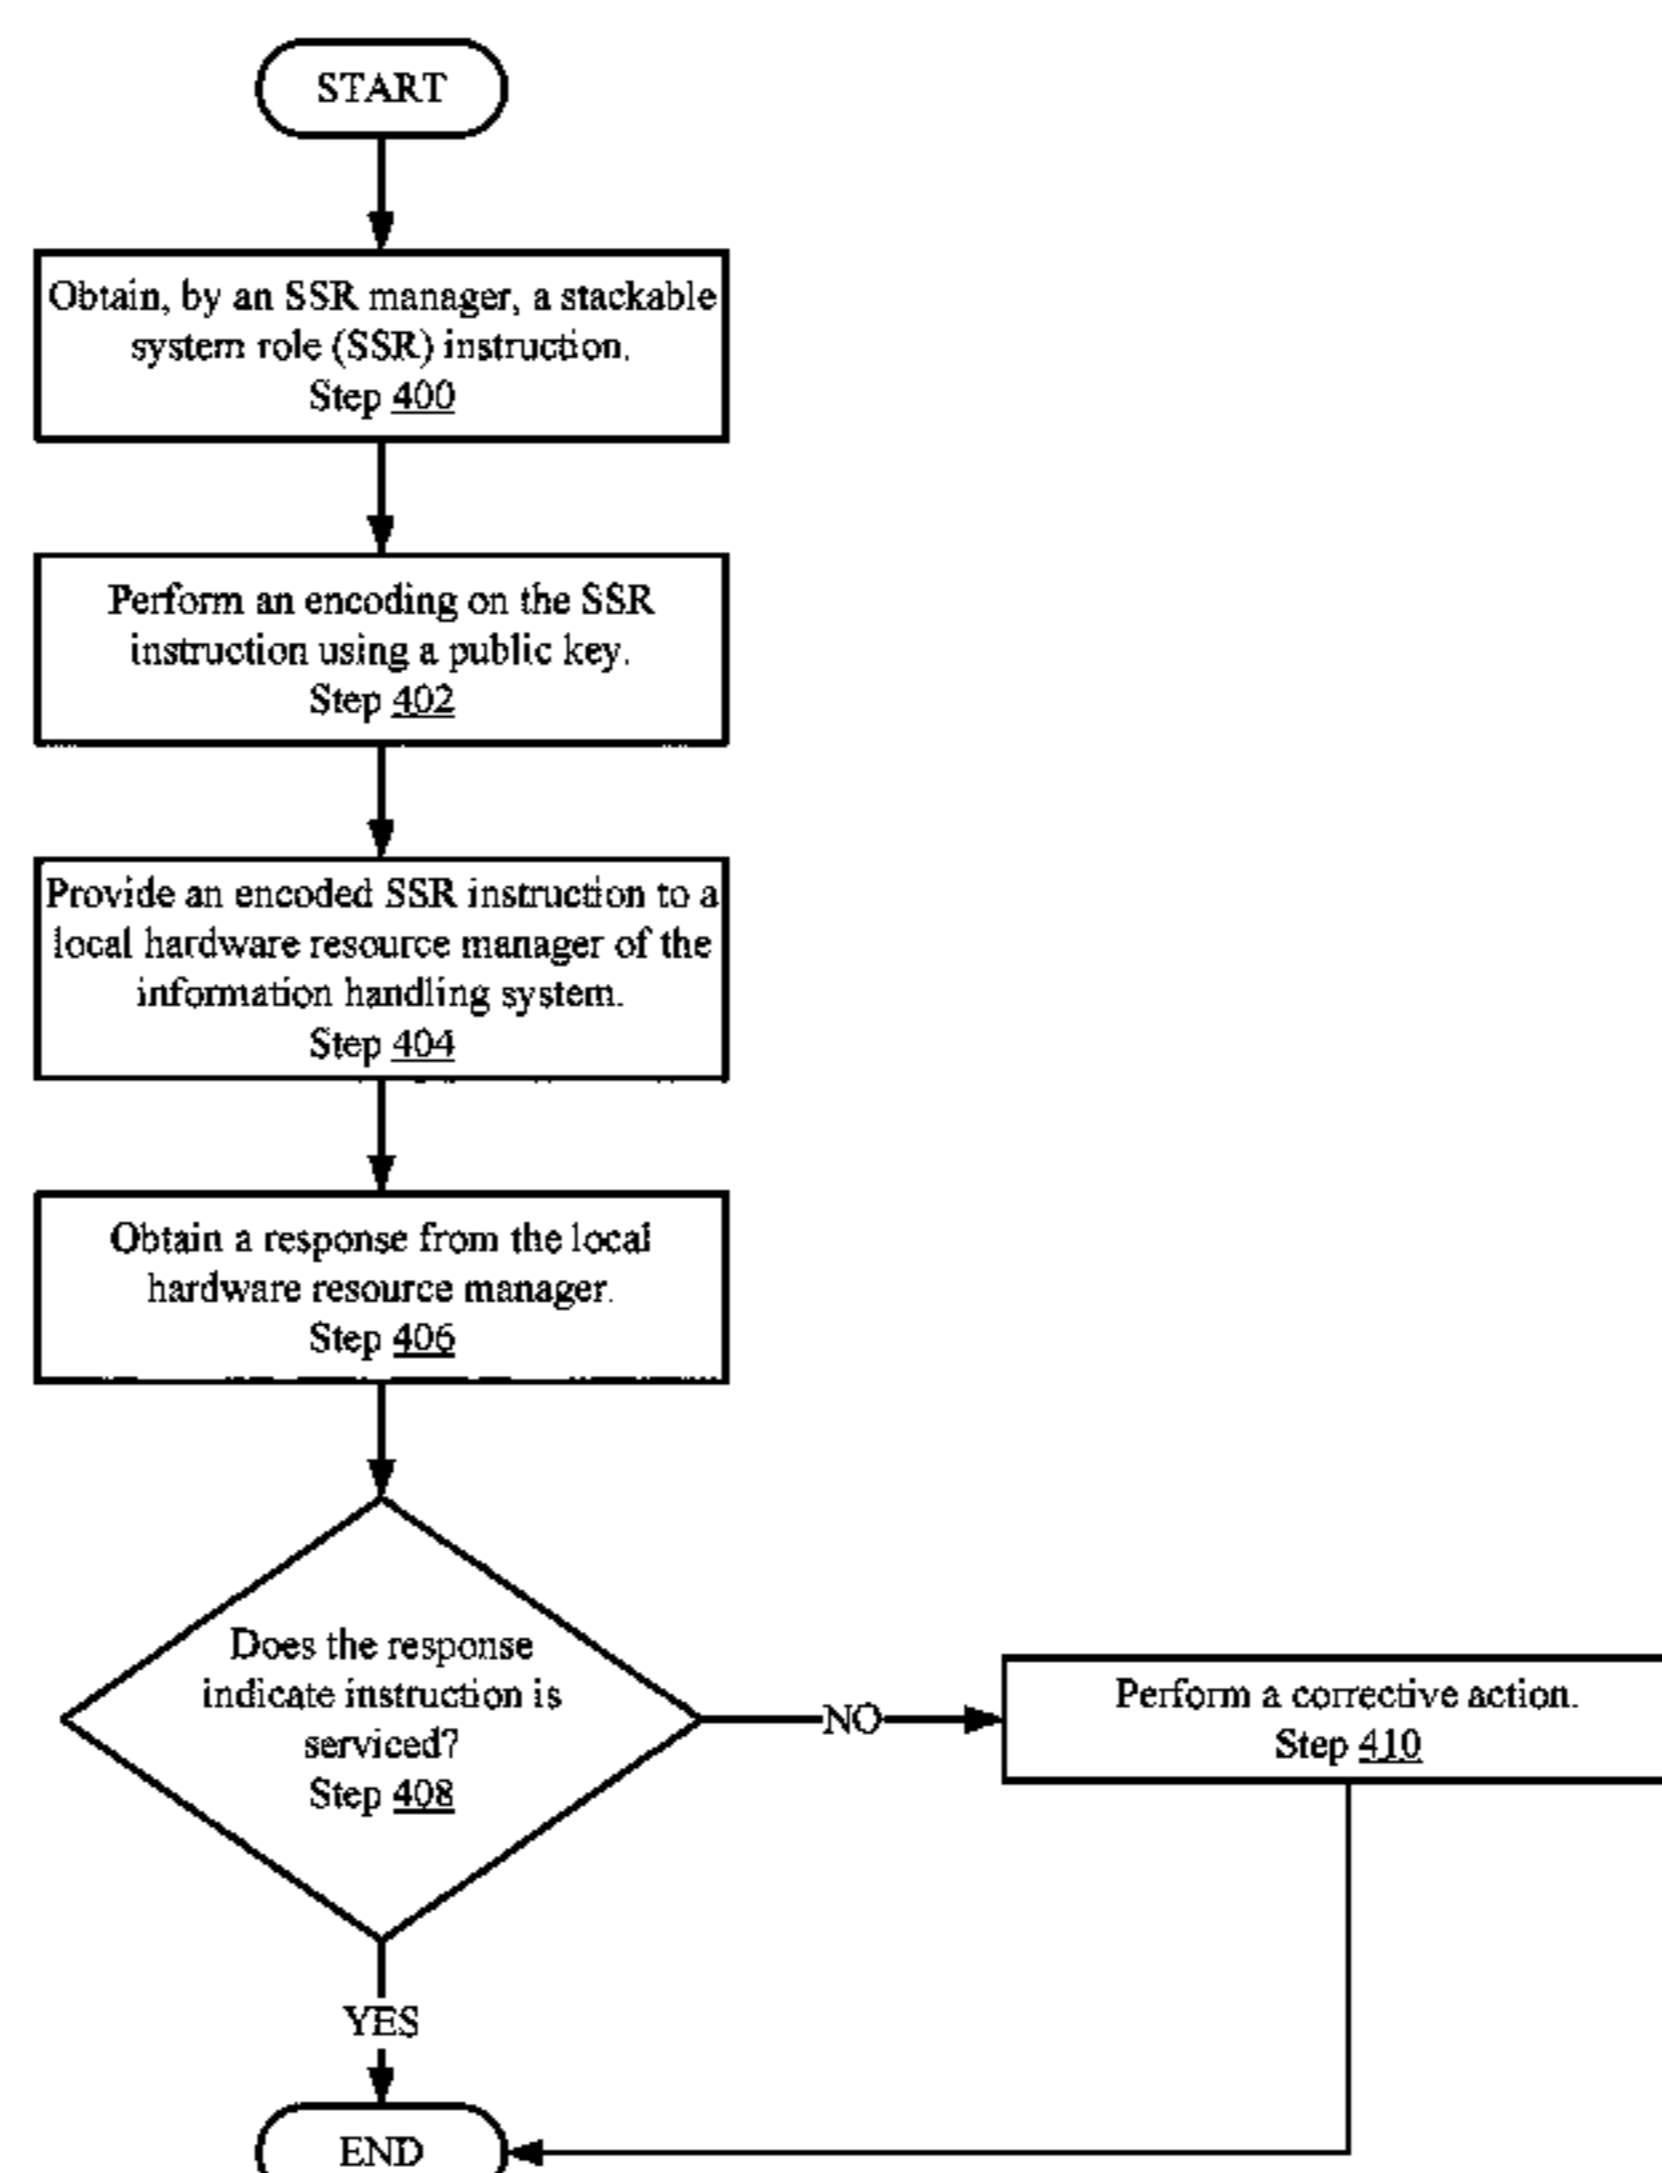 START
Obtain, by an SSR manager, a stackable
system role (SSR) instruction.
Step 400
Perform an encoding on the SSR
instruction using a public key.
Step 402
Provide an encoded SSR instruction to a
local hardware resource manager of the
information handling system.
Step 404
Obtain a response from the local
hardware resource manager.
Step 406
Does the response
indicate instruction is
serviced?
Step 408
NO
Perform a corrective action.
Step 410
YES
END